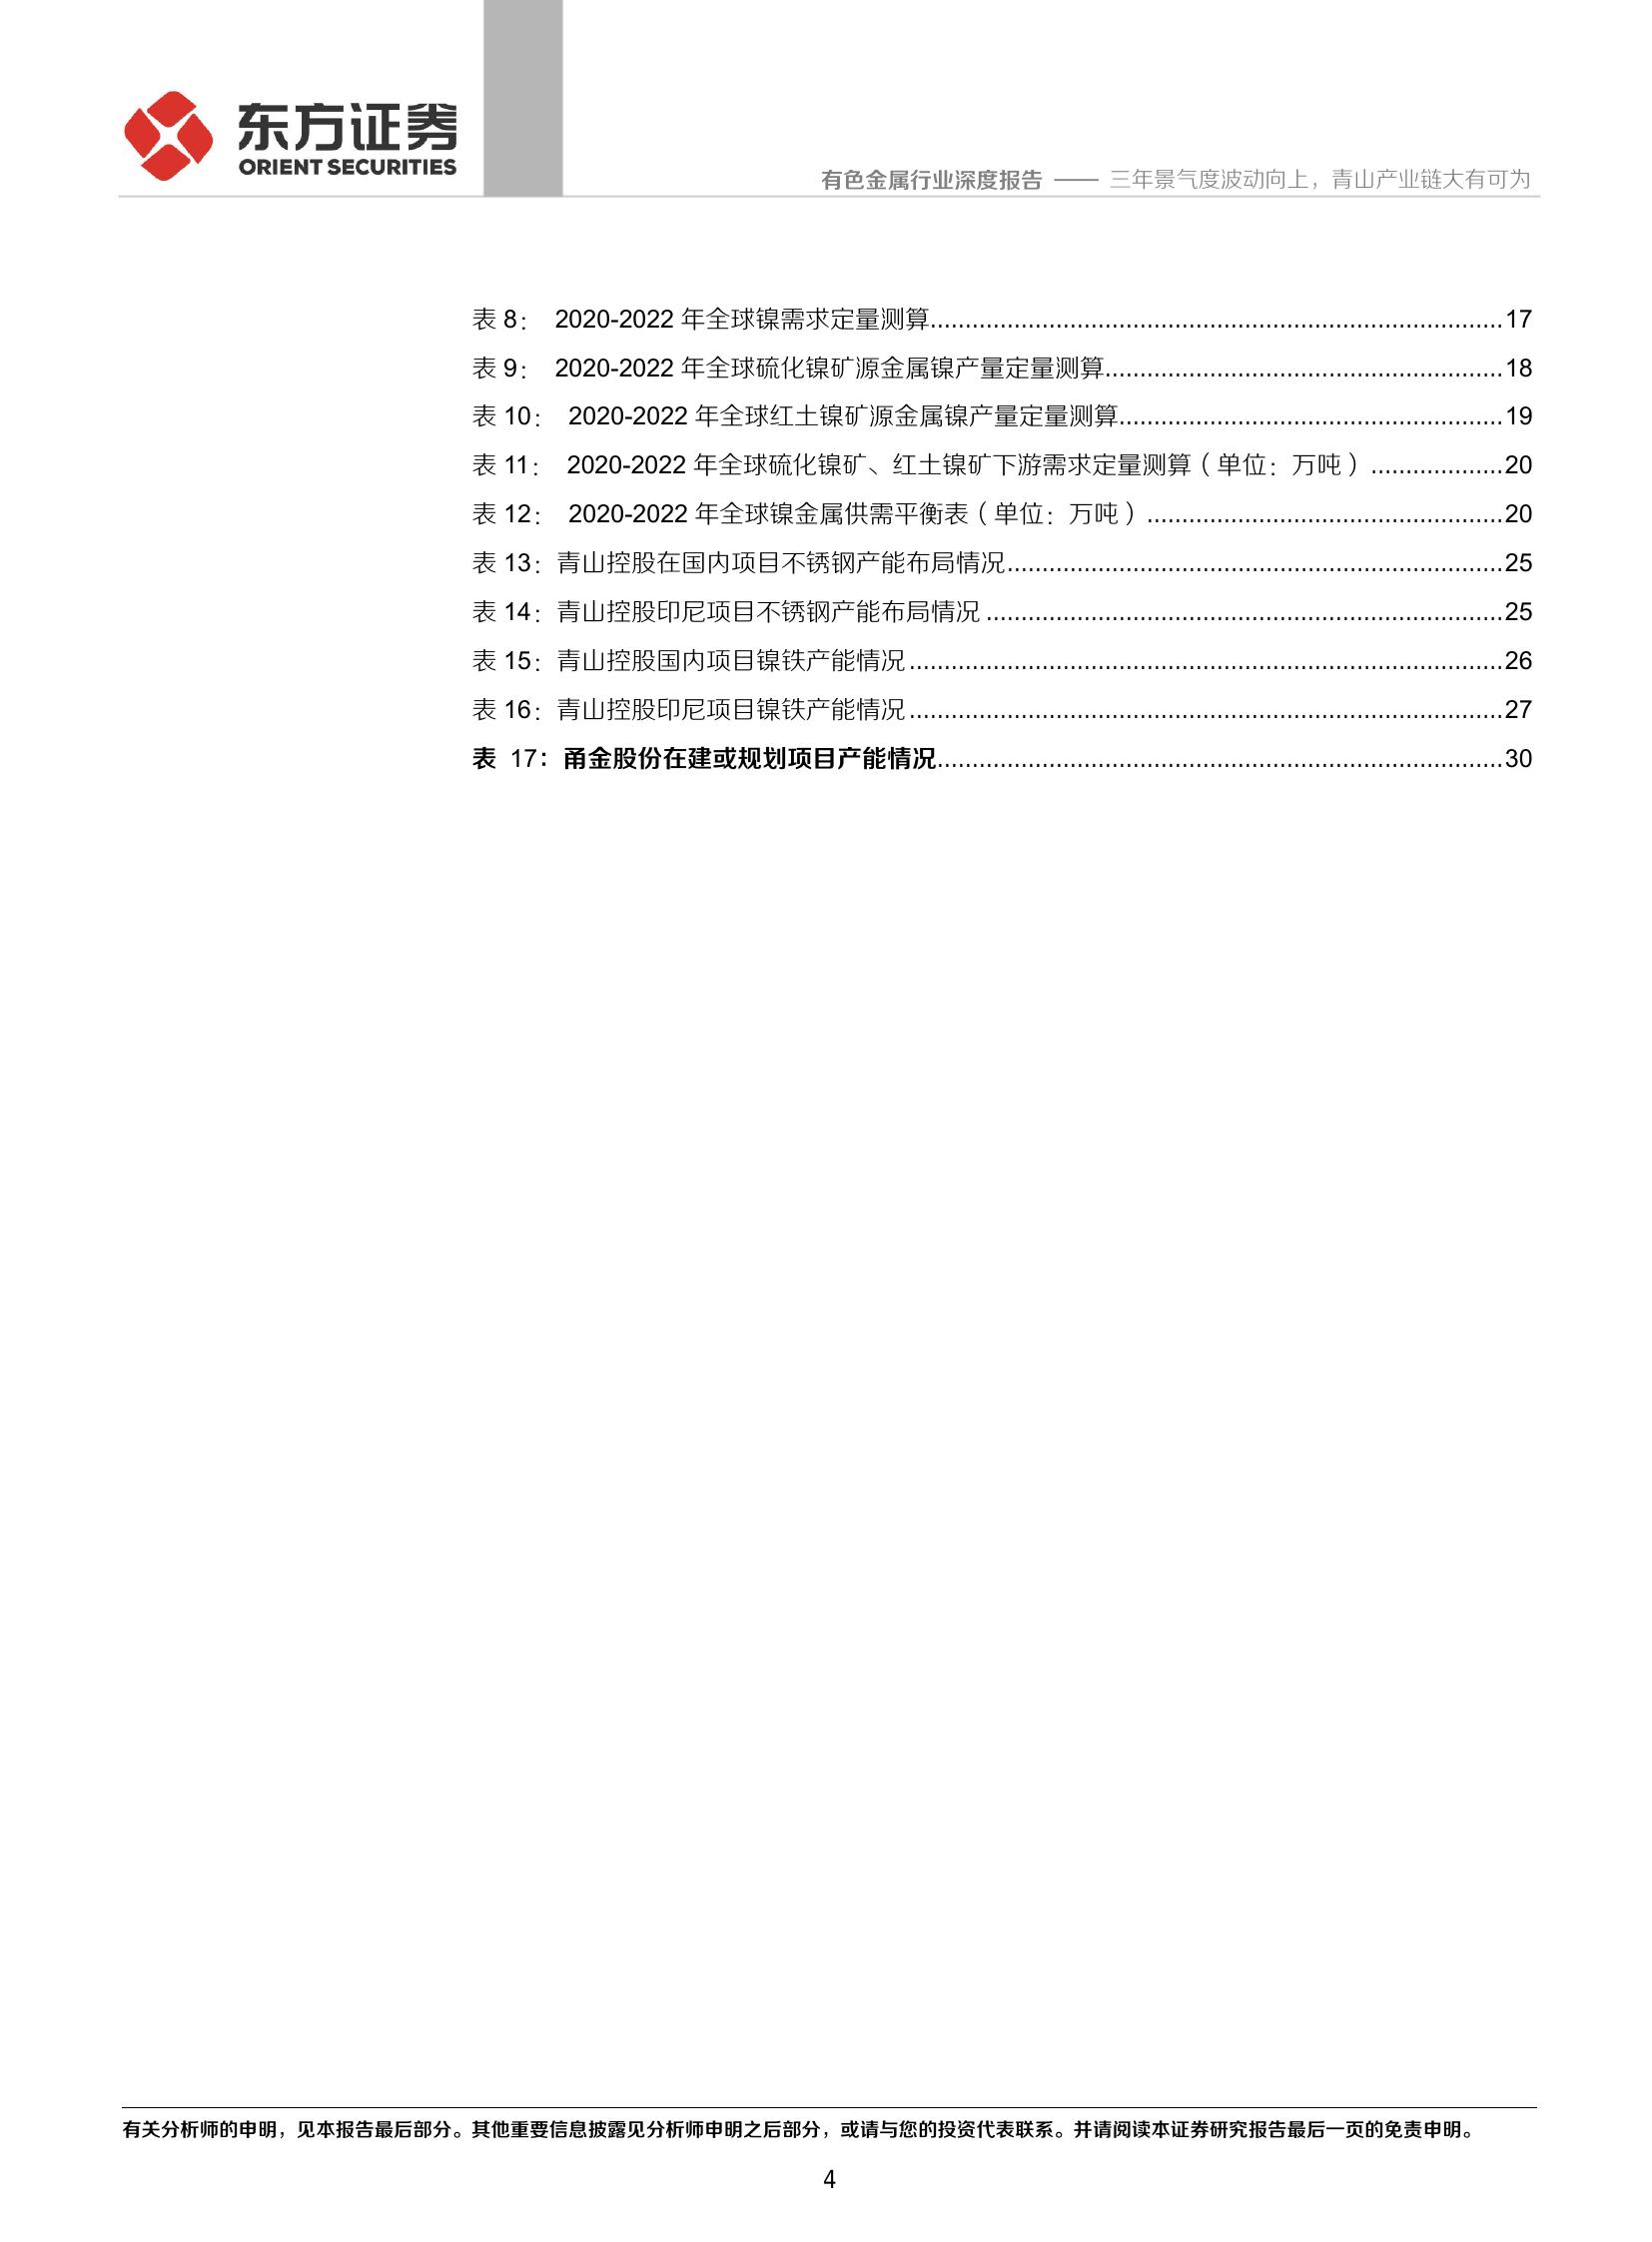 东方证券
ORIENT SECURITIES
有色金属行业深度报告 —— 三年景气度波动向上，青山产业链大有可为
表 8： 2020-2022 年全球镍需求定量测算........................................................................17
表 9： 2020-2022 年全球硫化镍矿源金属镍产量定量测算..................................................18
表 10： 2020-2022 年全球红土镍矿源金属镍产量定量测算................................................19
表 11： 2020-2022 年全球硫化镍矿、红土镍矿下游需求定量测算（单位：万吨）...................20
表 12： 2020-2022 年全球镍金属供需平衡表（单位：万吨）.............................................20
表 13：青山控股在国内项目不锈钢产能布局情况..............................................................25
表 14：青山控股印尼项目不锈钢产能布局情况.................................................................25
表 15：青山控股国内项目镍铁产能情况..........................................................................26
表 16：青山控股印尼项目镍铁产能情况..........................................................................27
表 17：甬金股份在建或规划项目产能情况.......................................................................30
有关分析师的申明，见本报告最后部分。其他重要信息披露见分析师申明之后部分，或请与您的投资代表联系。并请阅读本证券研究报告最后一页的免责申明。
4